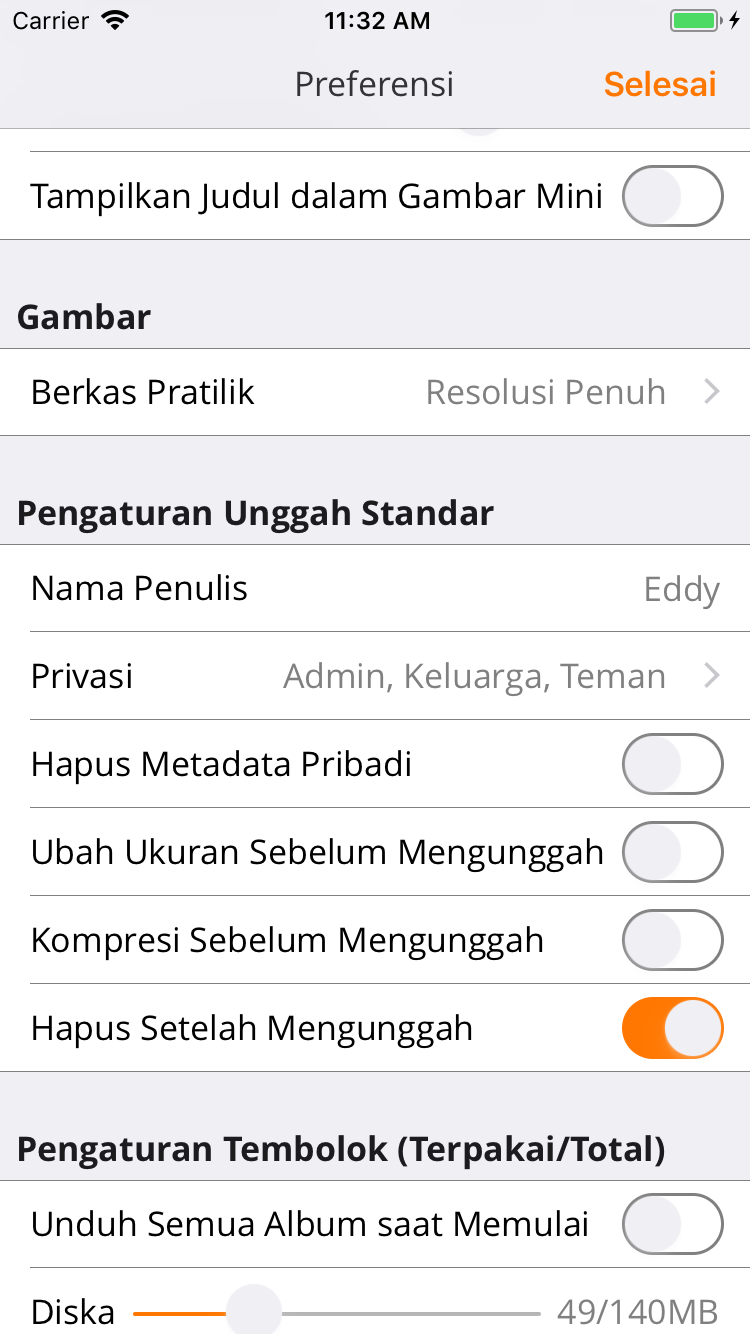 Carrier 11:32 AM
Preferensi Selesai
Tampilkan Judul dalam Gambar Mini
Gambar
Berkas Pratilik Resolusi Penuh
Pengaturan Unggah Standar
Nama Penulis Eddy
Privasi Admin, Keluarga, Teman
Hapus Metadata Pribadi
Ubah Ukuran Sebelum Mengunggah
Kompresi Sebelum Mengunggah
Hapus Setelah Mengunggah
Pengaturan Tembolok (Terpakai/Total)
Unduh Semua Album saat Memulai
Diska 49/140MB